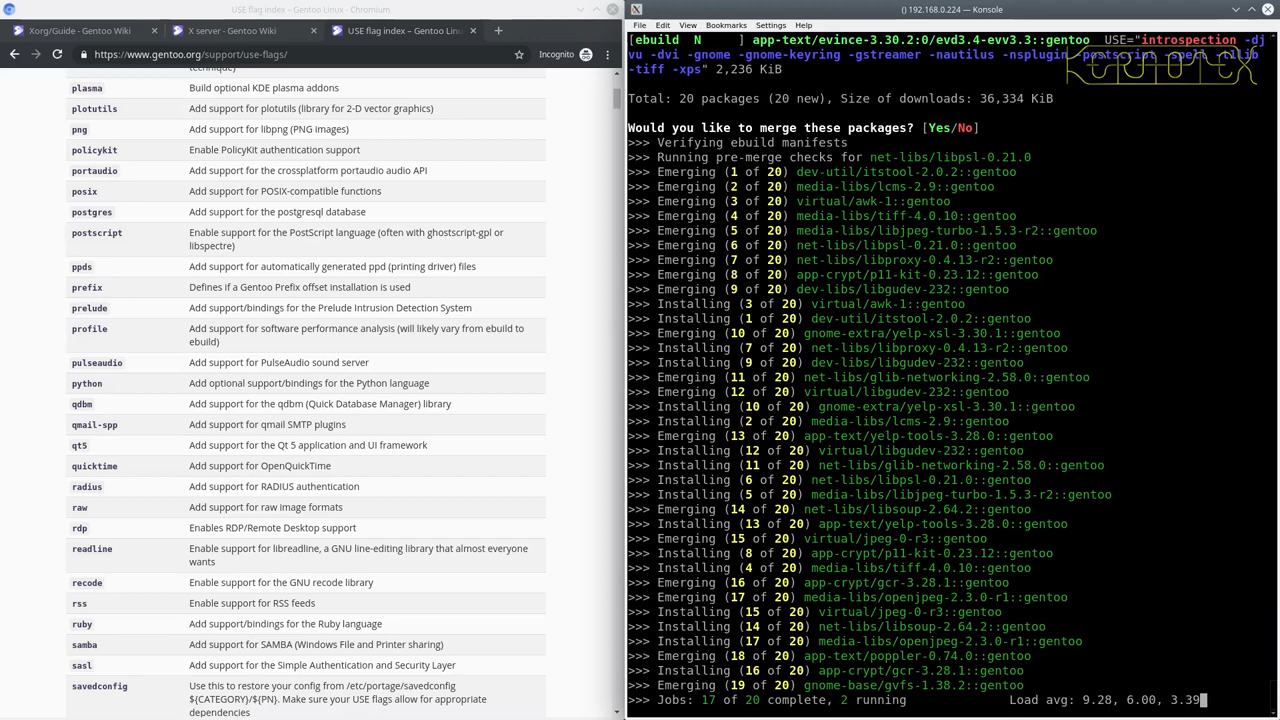 USE flag index – Gentoo Linux - Chromium
Xorg/Guide - Gentoo Wiki
X server - Gentoo Wiki
USE flag index – Gentoo Linux
https://www.gentoo.org/support/use-flags/
Incognito
technique)
plasma Build optional KDE plasma addons
plotutils Add support for plotutils (library for 2-D vector graphics)
png Add support for libpng (PNG images)
policykit Enable PolicyKit authentication support
portaudio Add support for the crossplatform portaudio audio API
posix Add support for POSIX-compatible functions
postgres Add support for the postgresql database
postscript Enable support for the PostScript language (often with ghostscript-gpl or
libspectre)
ppds Add support for automatically generated ppd (printing driver) files
prefix Defines if a Gentoo Prefix offset installation is used
prelude Add support/bindings for the Prelude Intrusion Detection System
profile Add support for software performance analysis (will likely vary from ebuild to
ebuild)
pulseaudio Add support for PulseAudio sound server
python Add optional support/bindings for the Python language
qdbm Add support for the qdbm (Quick Database Manager) library
qmail-spp Add support for qmail SMTP plugins
qt5 Add support for the Qt 5 application and UI framework
quicktime Add support for OpenQuickTime
radius Add support for RADIUS authentication
raw Add support for raw image formats
rdp Enables RDP/Remote Desktop support
readline Enable support for libreadline, a GNU line-editing library that almost everyone
wants
recode Enable support for the GNU recode library
rss Enable support for RSS feeds
ruby Add support/bindings for the Ruby language
samba Add support for SAMBA (Windows File and Printer sharing)
sasl Add support for the Simple Authentication and Security Layer
savedconfig Use this to restore your config from /etc/portage/savedconfig
${CATEGORY}/${PN}. Make sure your USE flags allow for appropriate
dependencies
() 192.168.0.224 — Konsole
File Edit View Bookmarks Settings Help
[ebuild N ] app-text/evince-3.30.2:0/evd3.4-evv3.3::gentoo USE="introspection -dj
vu -dvi -gnome -gnome-keyring -gstreamer -nautilus -nsplugin -postscript -spell -t1lib
-tiff -xps" 2,236 KiB
Total: 20 packages (20 new), Size of downloads: 36,334 KiB
Would you like to merge these packages? [Yes/No]
>>> Verifying ebuild manifests
>>> Running pre-merge checks for net-libs/libpsl-0.21.0
>>> Emerging (1 of 20) dev-util/itstool-2.0.2::gentoo
>>> Emerging (2 of 20) media-libs/lcms-2.9::gentoo
>>> Emerging (3 of 20) virtual/awk-1::gentoo
>>> Emerging (4 of 20) media-libs/tiff-4.0.10::gentoo
>>> Emerging (5 of 20) media-libs/libjpeg-turbo-1.5.3-r2::gentoo
>>> Emerging (6 of 20) net-libs/libpsl-0.21.0::gentoo
>>> Emerging (7 of 20) net-libs/libproxy-0.4.13-r2::gentoo
>>> Emerging (8 of 20) app-crypt/p11-kit-0.23.12::gentoo
>>> Emerging (9 of 20) dev-libs/libgudev-232::gentoo
>>> Installing (3 of 20) virtual/awk-1::gentoo
>>> Installing (1 of 20) dev-util/itstool-2.0.2::gentoo
>>> Emerging (10 of 20) gnome-extra/yelp-xsl-3.30.1::gentoo
>>> Installing (7 of 20) net-libs/libproxy-0.4.13-r2::gentoo
>>> Installing (9 of 20) dev-libs/libgudev-232::gentoo
>>> Emerging (11 of 20) net-libs/glib-networking-2.58.0::gentoo
>>> Emerging (12 of 20) virtual/libgudev-232::gentoo
>>> Installing (10 of 20) gnome-extra/yelp-xsl-3.30.1::gentoo
>>> Installing (2 of 20) media-libs/lcms-2.9::gentoo
>>> Emerging (13 of 20) app-text/yelp-tools-3.28.0::gentoo
>>> Installing (12 of 20) virtual/libgudev-232::gentoo
>>> Installing (11 of 20) net-libs/glib-networking-2.58.0::gentoo
>>> Installing (6 of 20) net-libs/libpsl-0.21.0::gentoo
>>> Installing (5 of 20) media-libs/libjpeg-turbo-1.5.3-r2::gentoo
>>> Emerging (14 of 20) net-libs/libsoup-2.64.2::gentoo
>>> Installing (13 of 20) app-text/yelp-tools-3.28.0::gentoo
>>> Emerging (15 of 20) virtual/jpeg-0-r3::gentoo
>>> Installing (8 of 20) app-crypt/p11-kit-0.23.12::gentoo
>>> Installing (4 of 20) media-libs/tiff-4.0.10::gentoo
>>> Emerging (16 of 20) app-crypt/gcr-3.28.1::gentoo
>>> Emerging (17 of 20) media-libs/openjpeg-2.3.0-r1::gentoo
>>> Installing (15 of 20) virtual/jpeg-0-r3::gentoo
>>> Installing (14 of 20) net-libs/libsoup-2.64.2::gentoo
>>> Installing (17 of 20) media-libs/openjpeg-2.3.0-r1::gentoo
>>> Emerging (18 of 20) app-text/poppler-0.74.0::gentoo
>>> Installing (16 of 20) app-crypt/gcr-3.28.1::gentoo
>>> Emerging (19 of 20) gnome-base/gvfs-1.38.2::gentoo
>>> Jobs: 17 of 20 complete, 2 running Load avg: 9.28, 6.00, 3.39